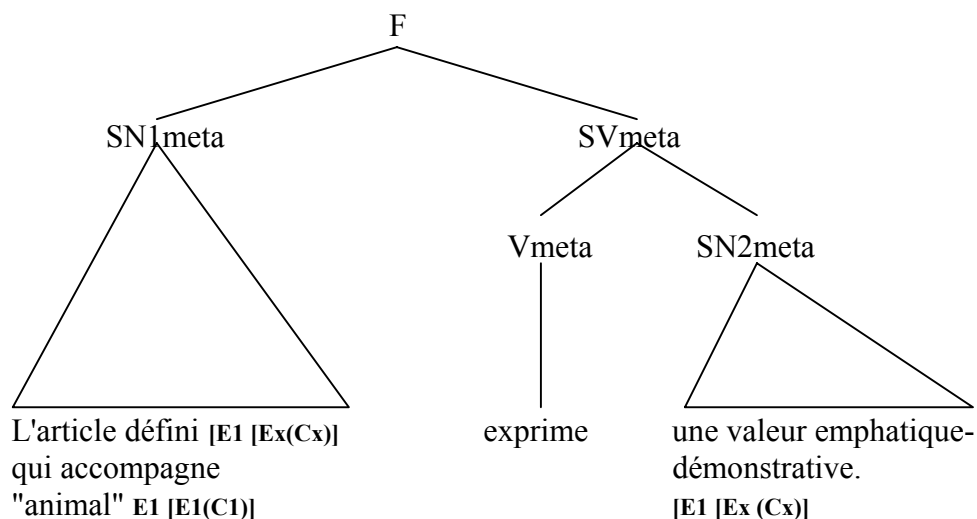 F
SN1meta SVmeta
Vmeta SN2meta
L'article défini [E1 [Ex(Cx)]
qui accompagne
"animal" E1 [E1(C1)]
exprime
une valeur emphatique-
démonstrative.
[E1 [Ex (Cx)]